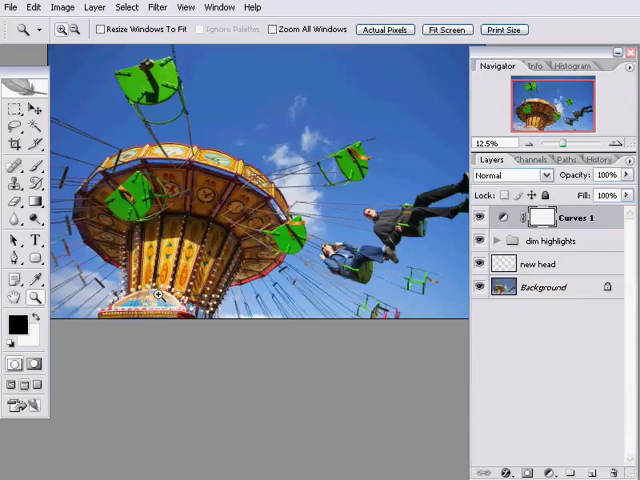 File Edit Image Layer Select Filter View Window Help
Resize Windows To Fit Ignore Palettes Zoom All Windows Actual Pixels Fit Screen Print Size
Navigator Info Histogram
12.5%
Layers Channels Paths History
Normal Opacity: 100%
Lock: Fill: 100%
Curves 1
dim highlights
new head
Background